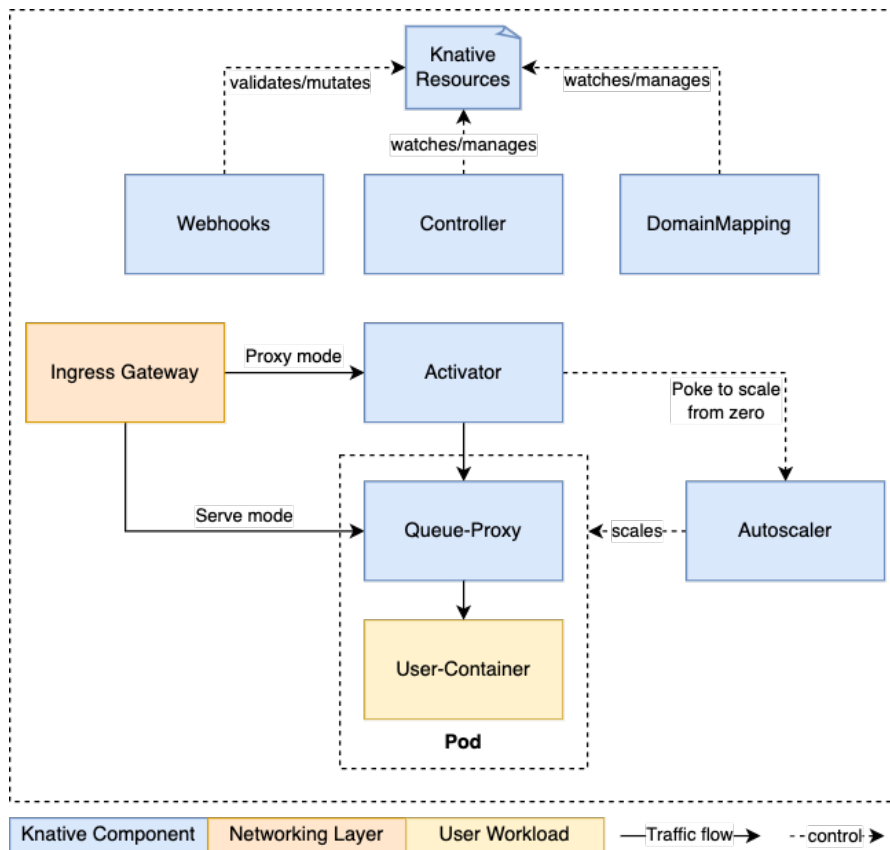 Knative
Resources
validates/mutates
watches/manages
watches/manages
Webhooks
Controller
DomainMapping
Ingress Gateway
Proxy mode
Activator
Poke to scale
from zero
Serve mode
Queue-Proxy
scales
Autoscaler
User-Container
Pod
Knative Component
Networking Layer
User Workload
Traffic flow
control